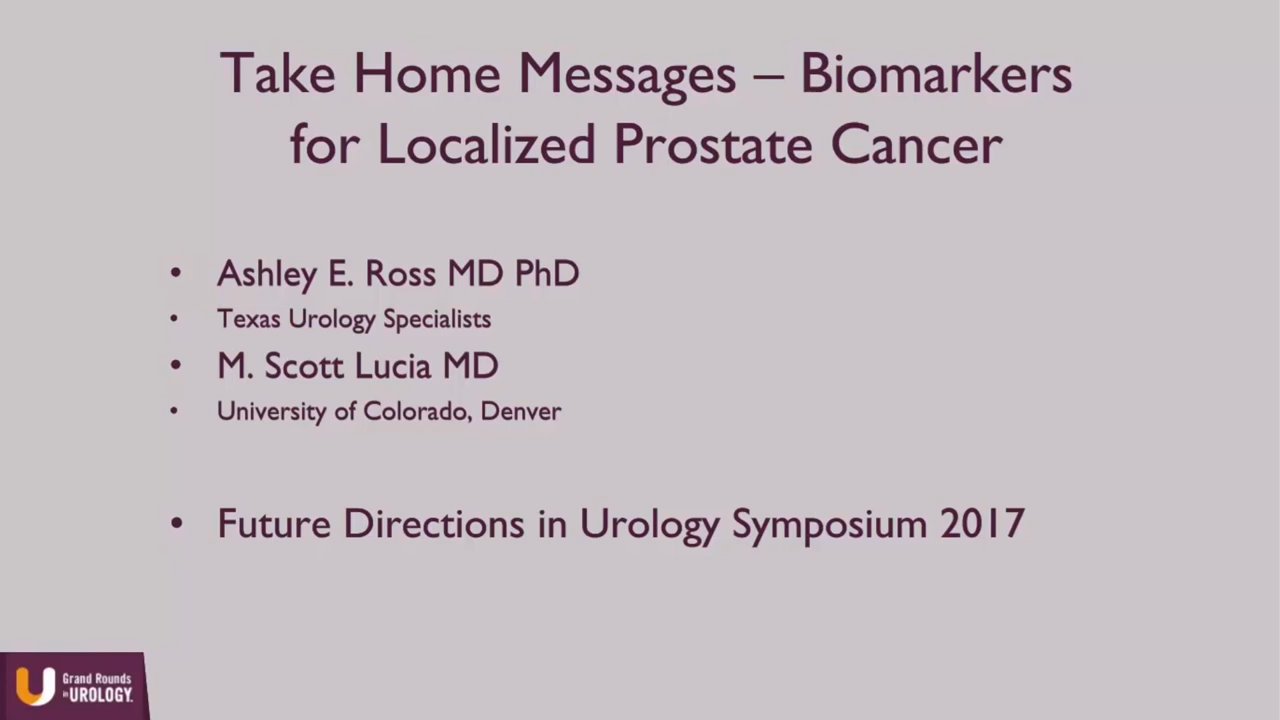 Take Home Messages – Biomarkers
for Localized Prostate Cancer
• Ashley E. Ross MD PhD
• Texas Urology Specialists
• M. Scott Lucia MD
• University of Colorado, Denver
• Future Directions in Urology Symposium 2017
Grand Rounds
in UROLOGY.